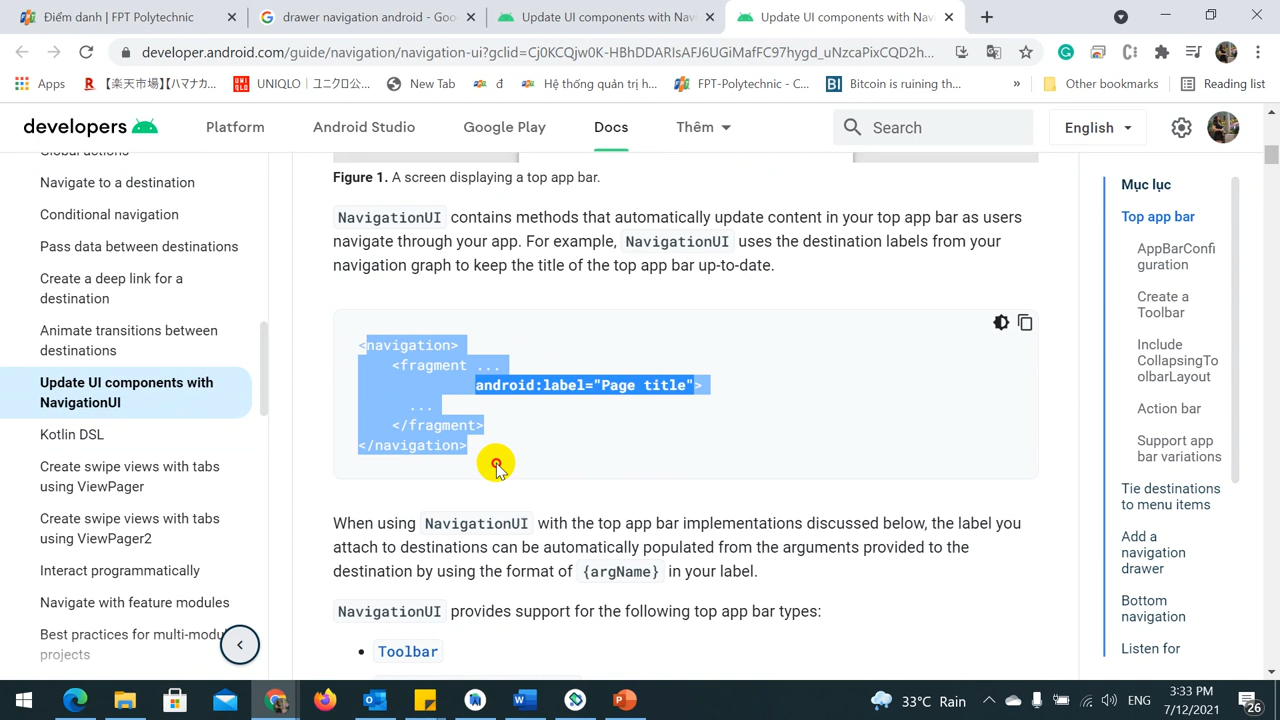 Điểm danh | FPT Polytechnic
drawer navigation android - Goo
Update UI components with Navi
Update UI components with Navi
developer.android.com/guide/navigation/navigation-ui?gclid=Cj0KCQjw0K-HBhDDARIsAFJ6UGiMafFC97hygd_uNzcaPixCQD2h...
Apps
【楽天市場】【ハマナカ...
UNIQLO | ユニクロ公...
New Tab
đ
Hệ thống quản trị h...
FPT-Polytechnic - C...
Bitcoin is ruining th...
»
Other bookmarks
Reading list
developers
Platform
Android Studio
Google Play
Docs
Thêm
Search
English
Global actions
Navigate to a destination
Conditional navigation
Pass data between destinations
Create a deep link for a
destination
Animate transitions between
destinations
Update UI components with
NavigationUI
Kotlin DSL
Create swipe views with tabs
using ViewPager
Create swipe views with tabs
using ViewPager2
Interact programmatically
Navigate with feature modules
Best practices for multi-modu
projects
Figure 1. A screen displaying a top app bar.
NavigationUI contains methods that automatically update content in your top app bar as users
navigate through your app. For example, NavigationUI uses the destination labels from your
navigation graph to keep the title of the top app bar up-to-date.
<navigation>
<fragment ...
android:label="Page title">
...
</fragment>
</navigation>
When using NavigationUI with the top app bar implementations discussed below, the label you
attach to destinations can be automatically populated from the arguments provided to the
destination by using the format of {argName} in your label.
NavigationUI provides support for the following top app bar types:
• Toolbar
Mục lục
Top app bar
AppBarConfi
guration
Create a
Toolbar
Include
CollapsingTo
olbarLayout
Action bar
Support app
bar variations
Tie destinations
to menu items
Add a
navigation
drawer
Bottom
navigation
Listen for
33°C Rain
ENG
3:33 PM
7/12/2021
26